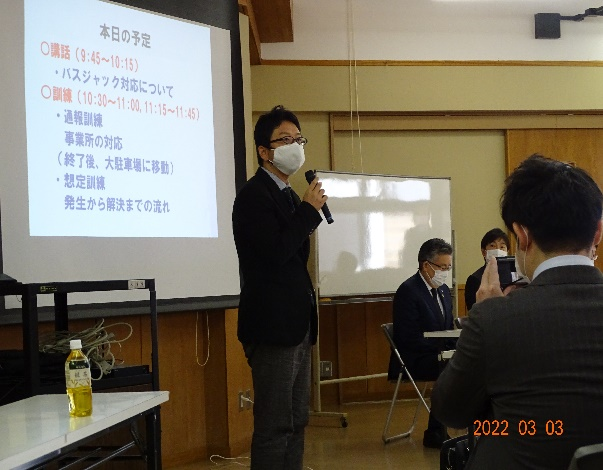 本日の予定
○講話（9:45～10:15）
・バスジャック対応について
○訓練（10:30～11:00,11:15～11:45）
・通報訓練
事業所の対応
（終了後、大駐車場に移動）
・想定訓練
発生から解決までの流れ
2022 03 03